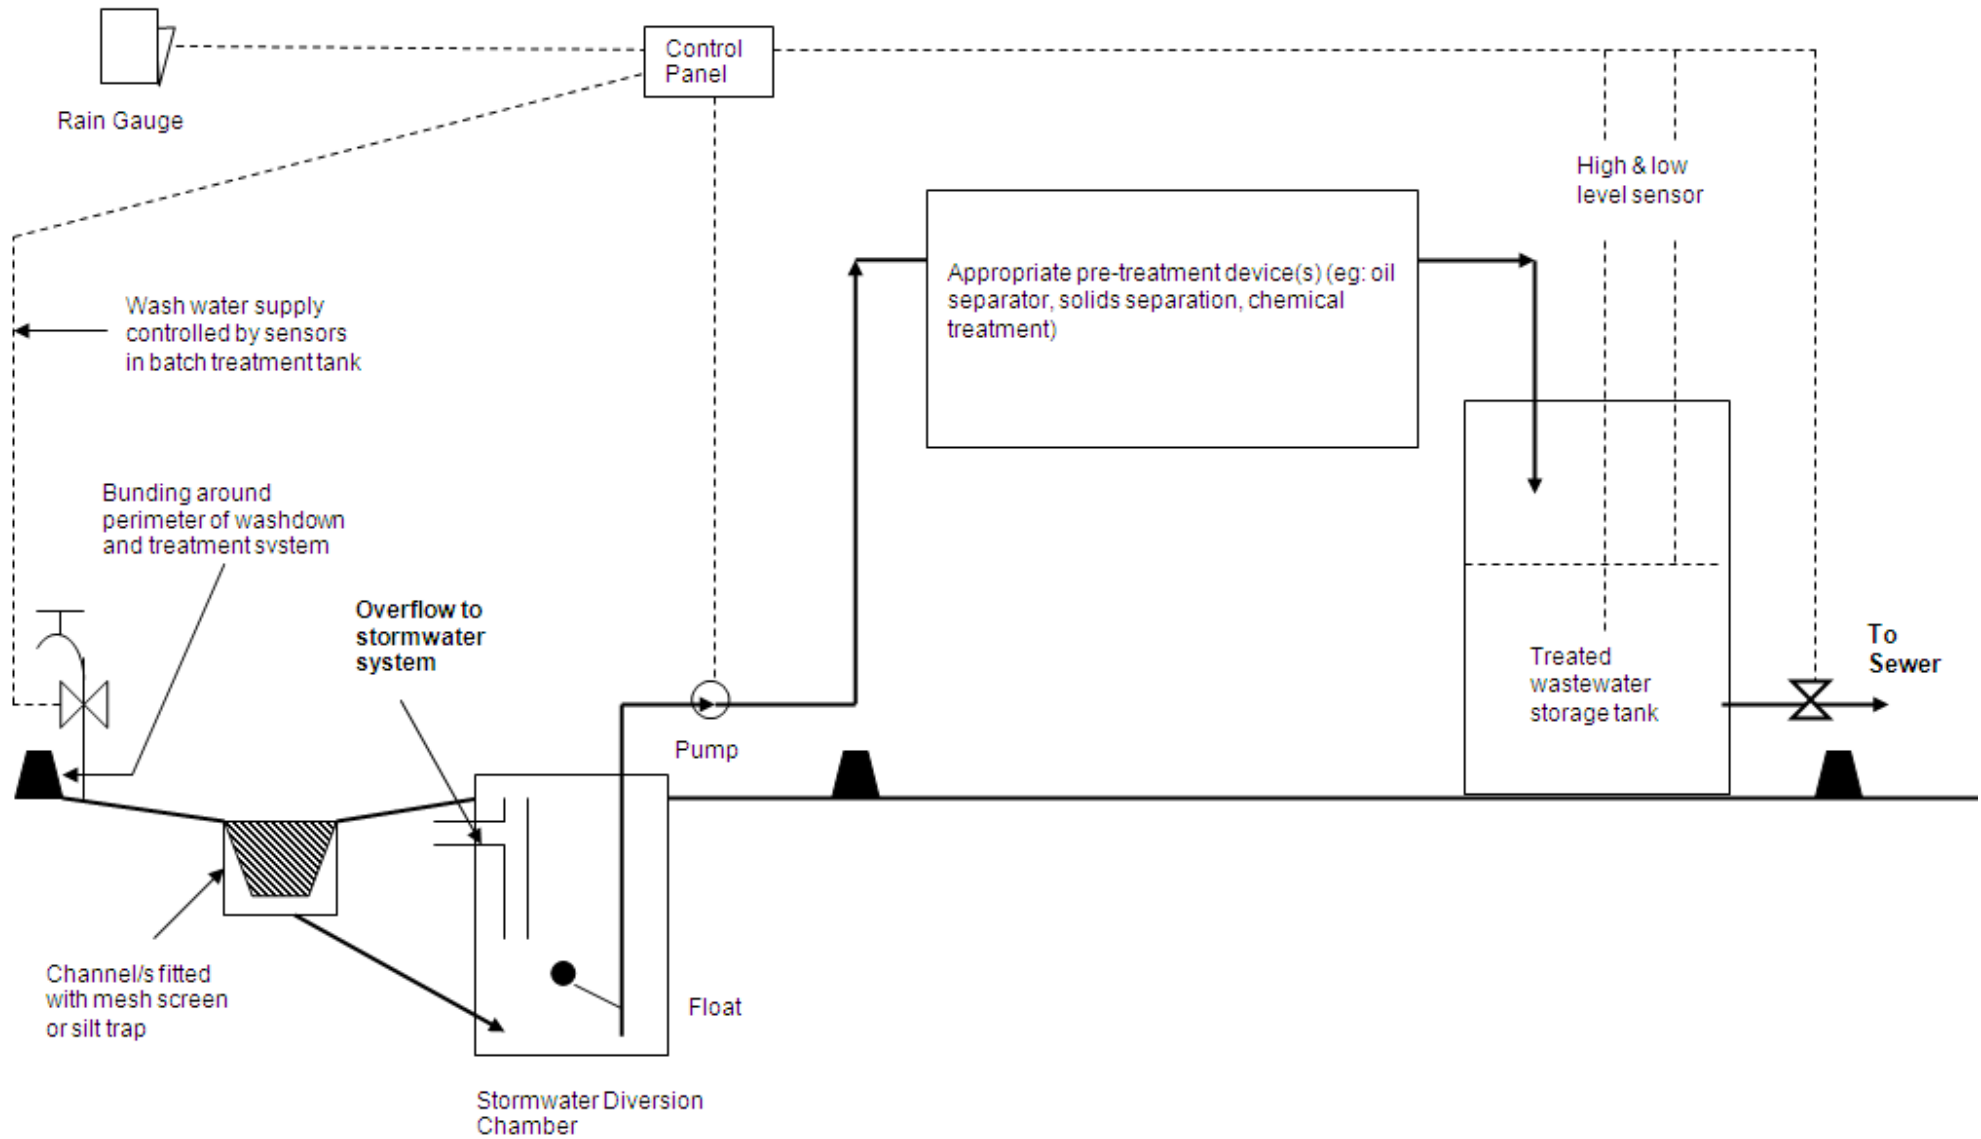 Control
Panel
Rain Gauge
High & low
level sensor
Appropriate pre-treatment device(s) (eg: oil
separator, solids separation, chemical
treatment)
Wash water supply
controlled by sensors
in batch treatment tank
Bunding around
perimeter of washdown
and treatment system
Overflow to
stormwater
system
To
Sewer
Treated
wastewater
storage tank
Pump
Channel/s fitted
with mesh screen
or silt trap
Float
Stormwater Diversion
Chamber